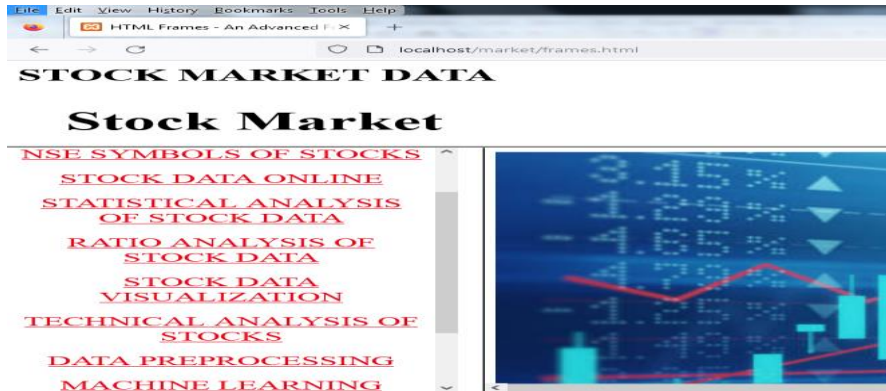 File Edit View History Bookmarks Tools Help
HTML Frames - An Advanced F
localhost/market/frames.html
STOCK MARKET DATA
Stock Market
NSE SYMBOLS OF STOCKS
STOCK DATA ONLINE
STATISTICAL ANALYSIS
OF STOCK DATA
RATIO ANALYSIS OF
STOCK DATA
STOCK DATA
VISUALIZATION
TECHNICAL ANALYSIS OF
STOCKS
DATA PREPROCESSING
MACHINE LEARNING